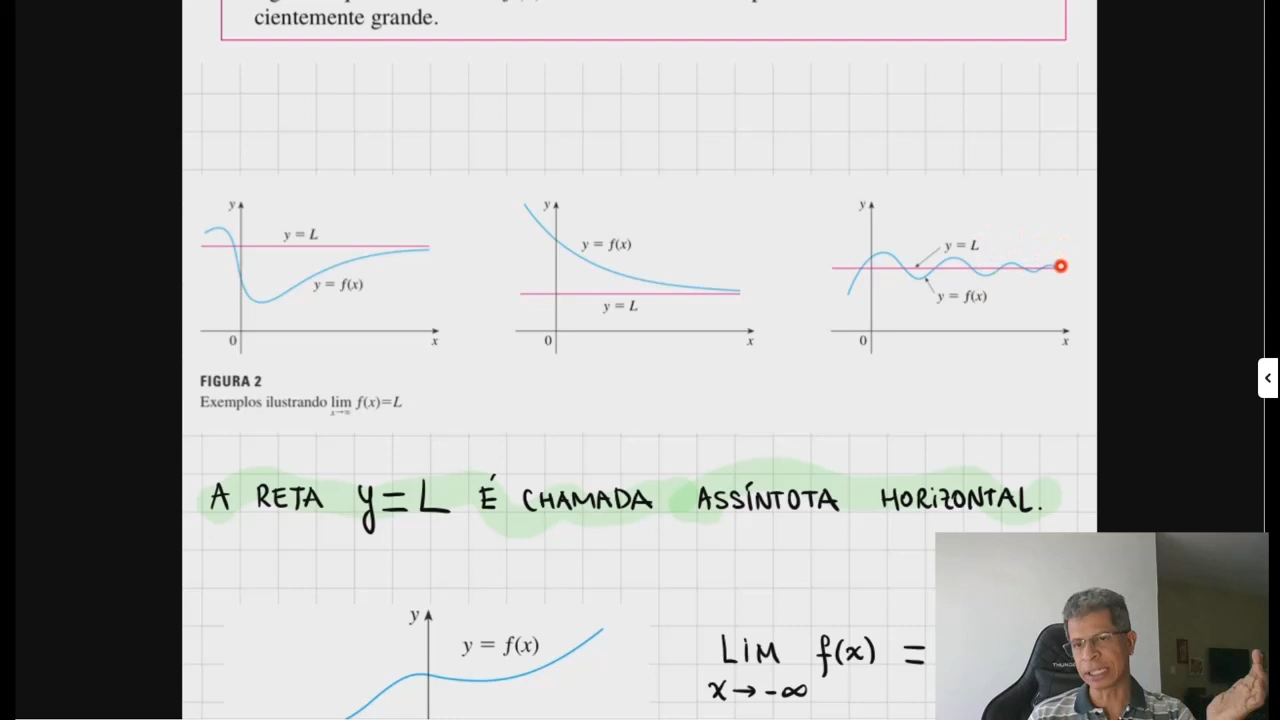 cientemente grande.
y
y = L
y = f(x)
0
x
y
y = f(x)
y = L
0
x
y
y = L
y = f(x)
0
x
FIGURA 2
Exemplos ilustrando lim f(x)=L
x→∞
A RETA y=L É CHAMADA ASSÍNTOTA HORIZONTAL.
y
y = f(x)
LIM f(x) =
x→-∞